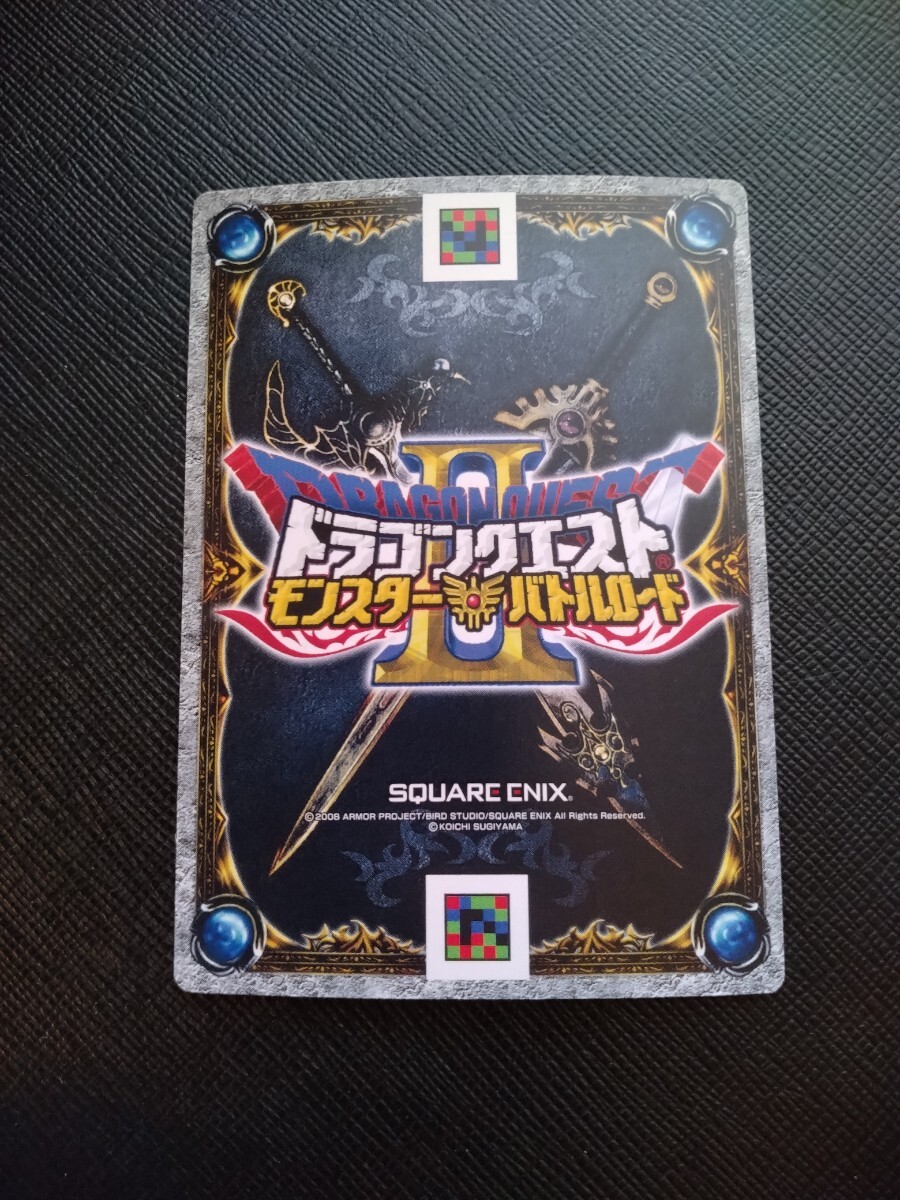 DRAGON QUEST
II
ドラゴンクエスト®
モンスター バトルロード
SQUARE ENIX®
©2008 ARMOR PROJECT/BIRD STUDIO/SQUARE ENIX All Rights Reserved.
©KOICHI SUGIYAMA